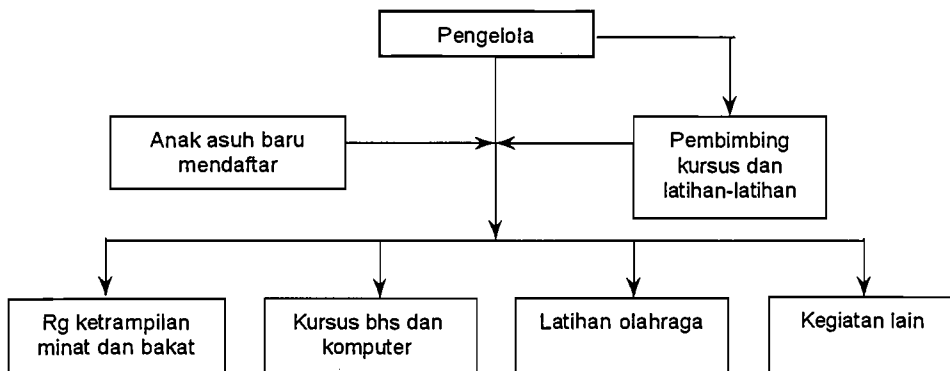 Pengelola
Anak asuh baru
mendaftar
Pembimbing
kursus dan
latihan-latihan
Rg ketrampilan
minat dan bakat
Kursus bhs dan
komputer
Latihan olahraga
Kegiatan lain